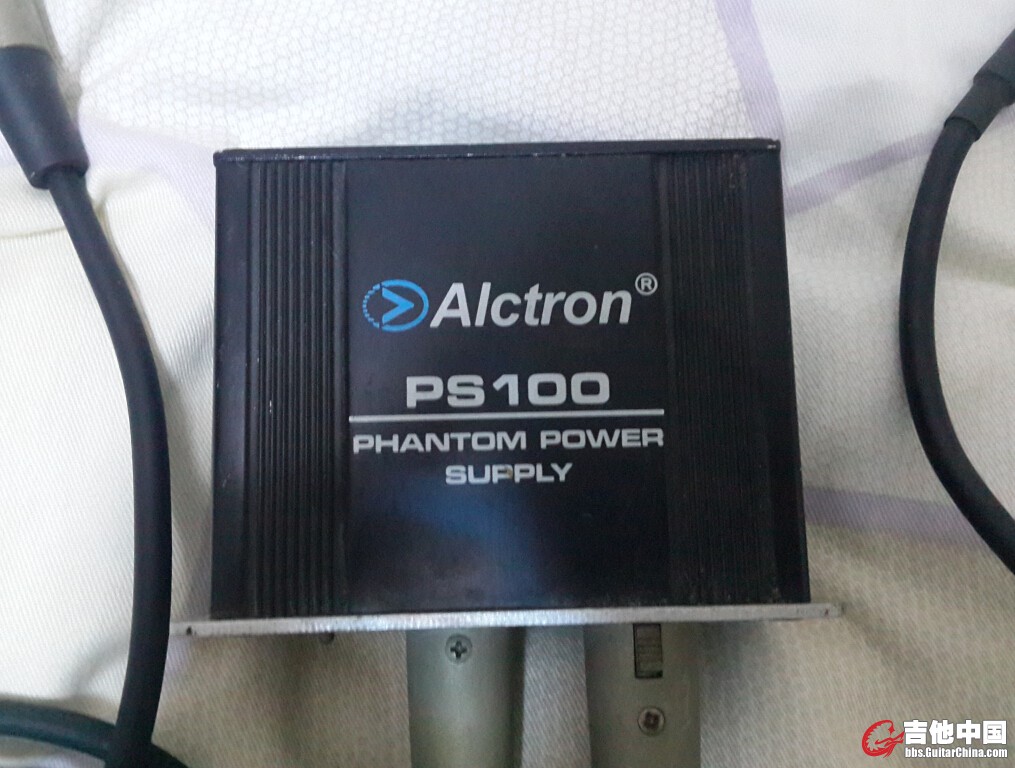 Alctron®
PS100
PHANTOM POWER
SUPPLY
吉他中国
bbs.GuitarChina.com